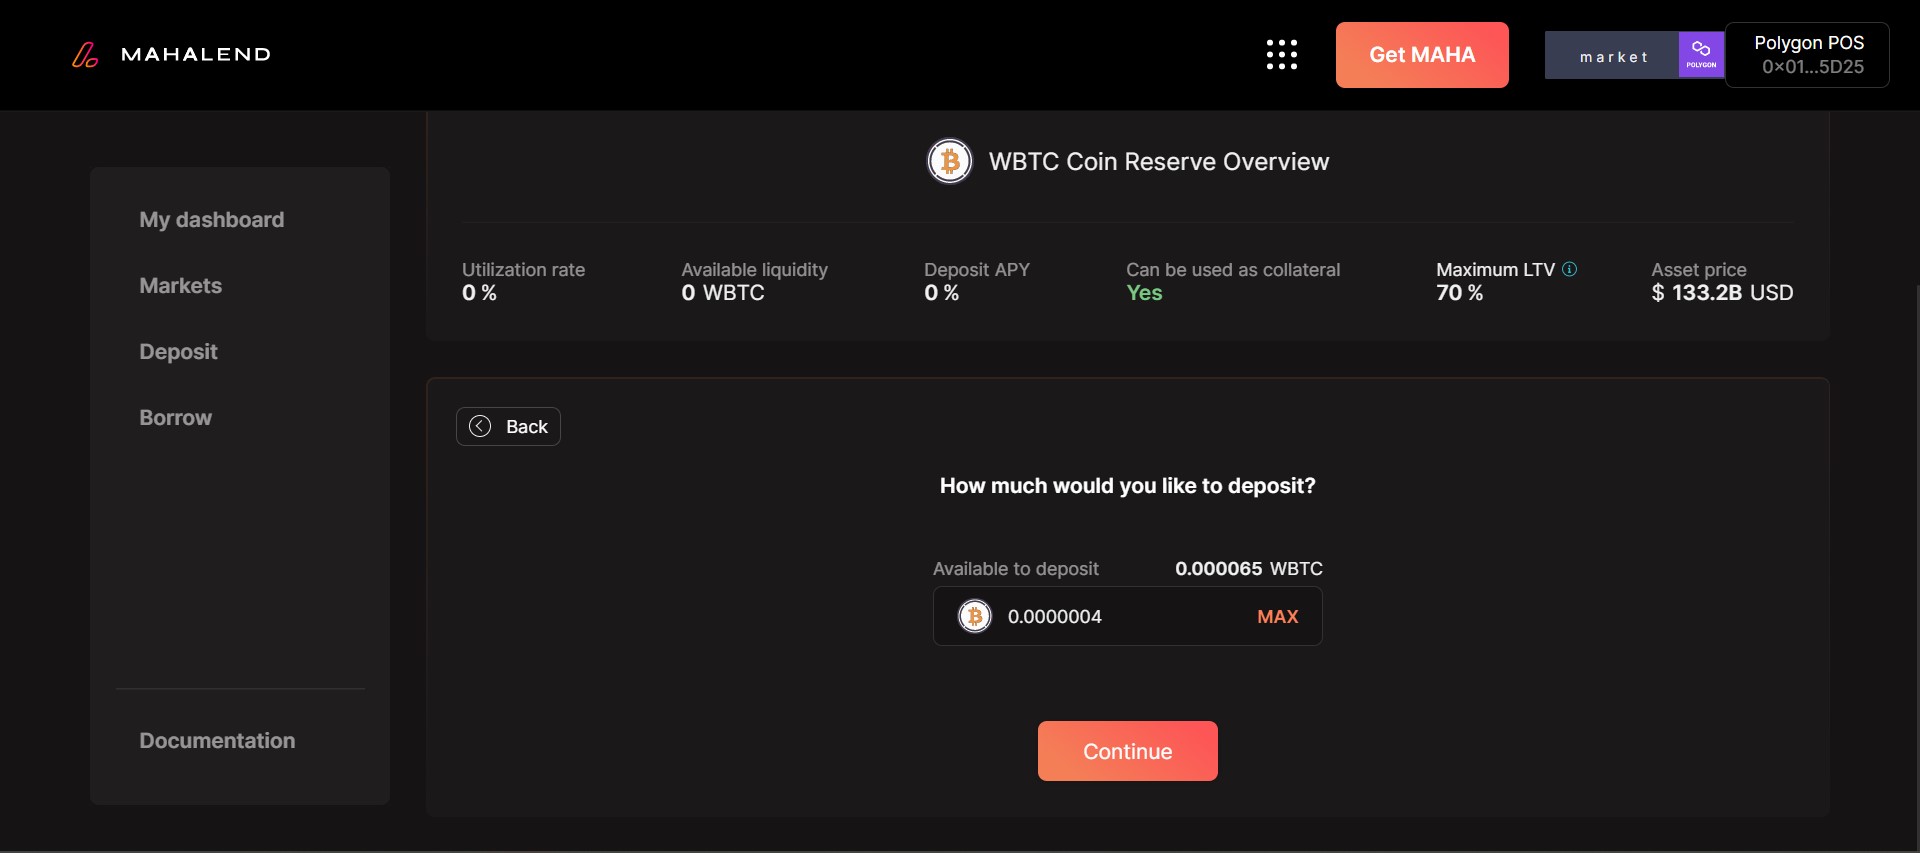 MAHALEND
Get MAHA
market
POLYGON
Polygon POS
0x01...5D25
My dashboard
Markets
Deposit
Borrow
Documentation
WBTC Coin Reserve Overview
Utilization rate
0 %
Available liquidity
0 WBTC
Deposit APY
0 %
Can be used as collateral
Yes
Maximum LTV
70 %
Asset price
$ 133.2B USD
Back
How much would you like to deposit?
Available to deposit 0.000065 WBTC
0.0000004 MAX
Continue